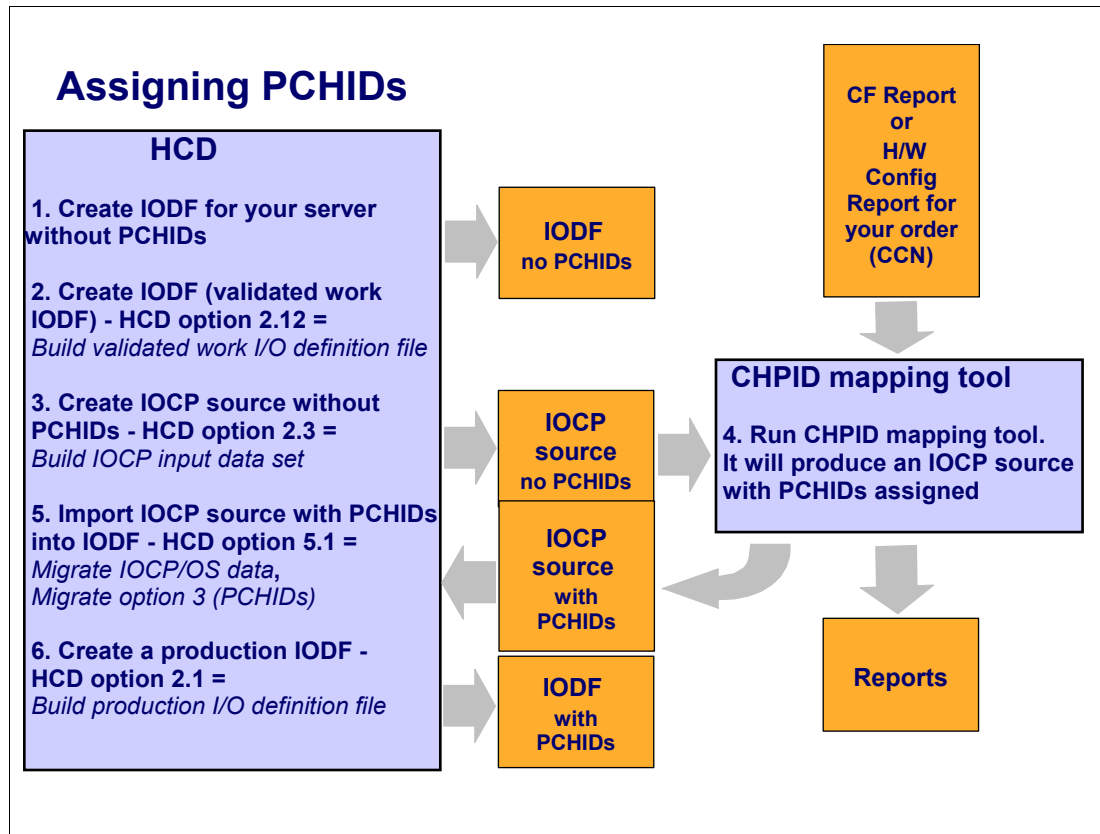 Assigning PCHIDs
HCD
1. Create IODF for your server
without PCHIDs
2. Create IODF (validated work
IODF) - HCD option 2.12 =
Build validated work I/O definition file
3. Create IOCP source without
PCHIDs - HCD option 2.3 =
Build IOCP input data set
5. Import IOCP source with PCHIDs
into IODF - HCD option 5.1 =
Migrate IOCP/OS data,
Migrate option 3 (PCHIDs)
6. Create a production IODF -
HCD option 2.1 =
Build production I/O definition file
IODF
no PCHIDs
IOCP
source
no PCHIDs
IOCP
source
with
PCHIDs
IODF
with
PCHIDs
CF Report
or
H/W
Config
Report for
your order
(CCN)
CHPID mapping tool
4. Run CHPID mapping tool.
It will produce an IOCP source
with PCHIDs assigned
Reports